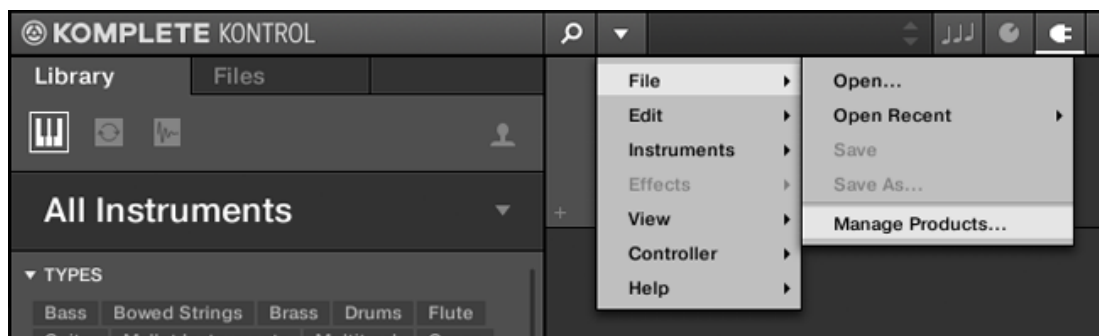 KOMPLETE KONTROL
Library Files
All Instruments
TYPES
Bass Bowed Strings Brass Drums Flute
File
Edit
Instruments
Effects
View
Controller
Help
Open...
Open Recent
Save
Save As...
Manage Products...